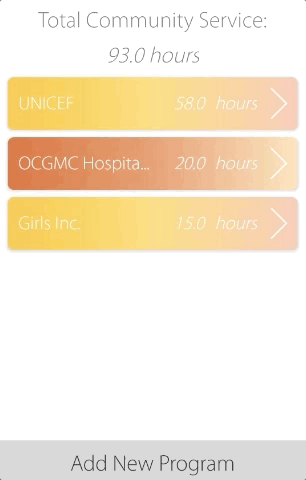 Total Community Service:
93.0 hours
UNICEF 58.0 hours
OCGMC Hospita... 20.0 hours
Girls Inc. 15.0 hours
Add New Program